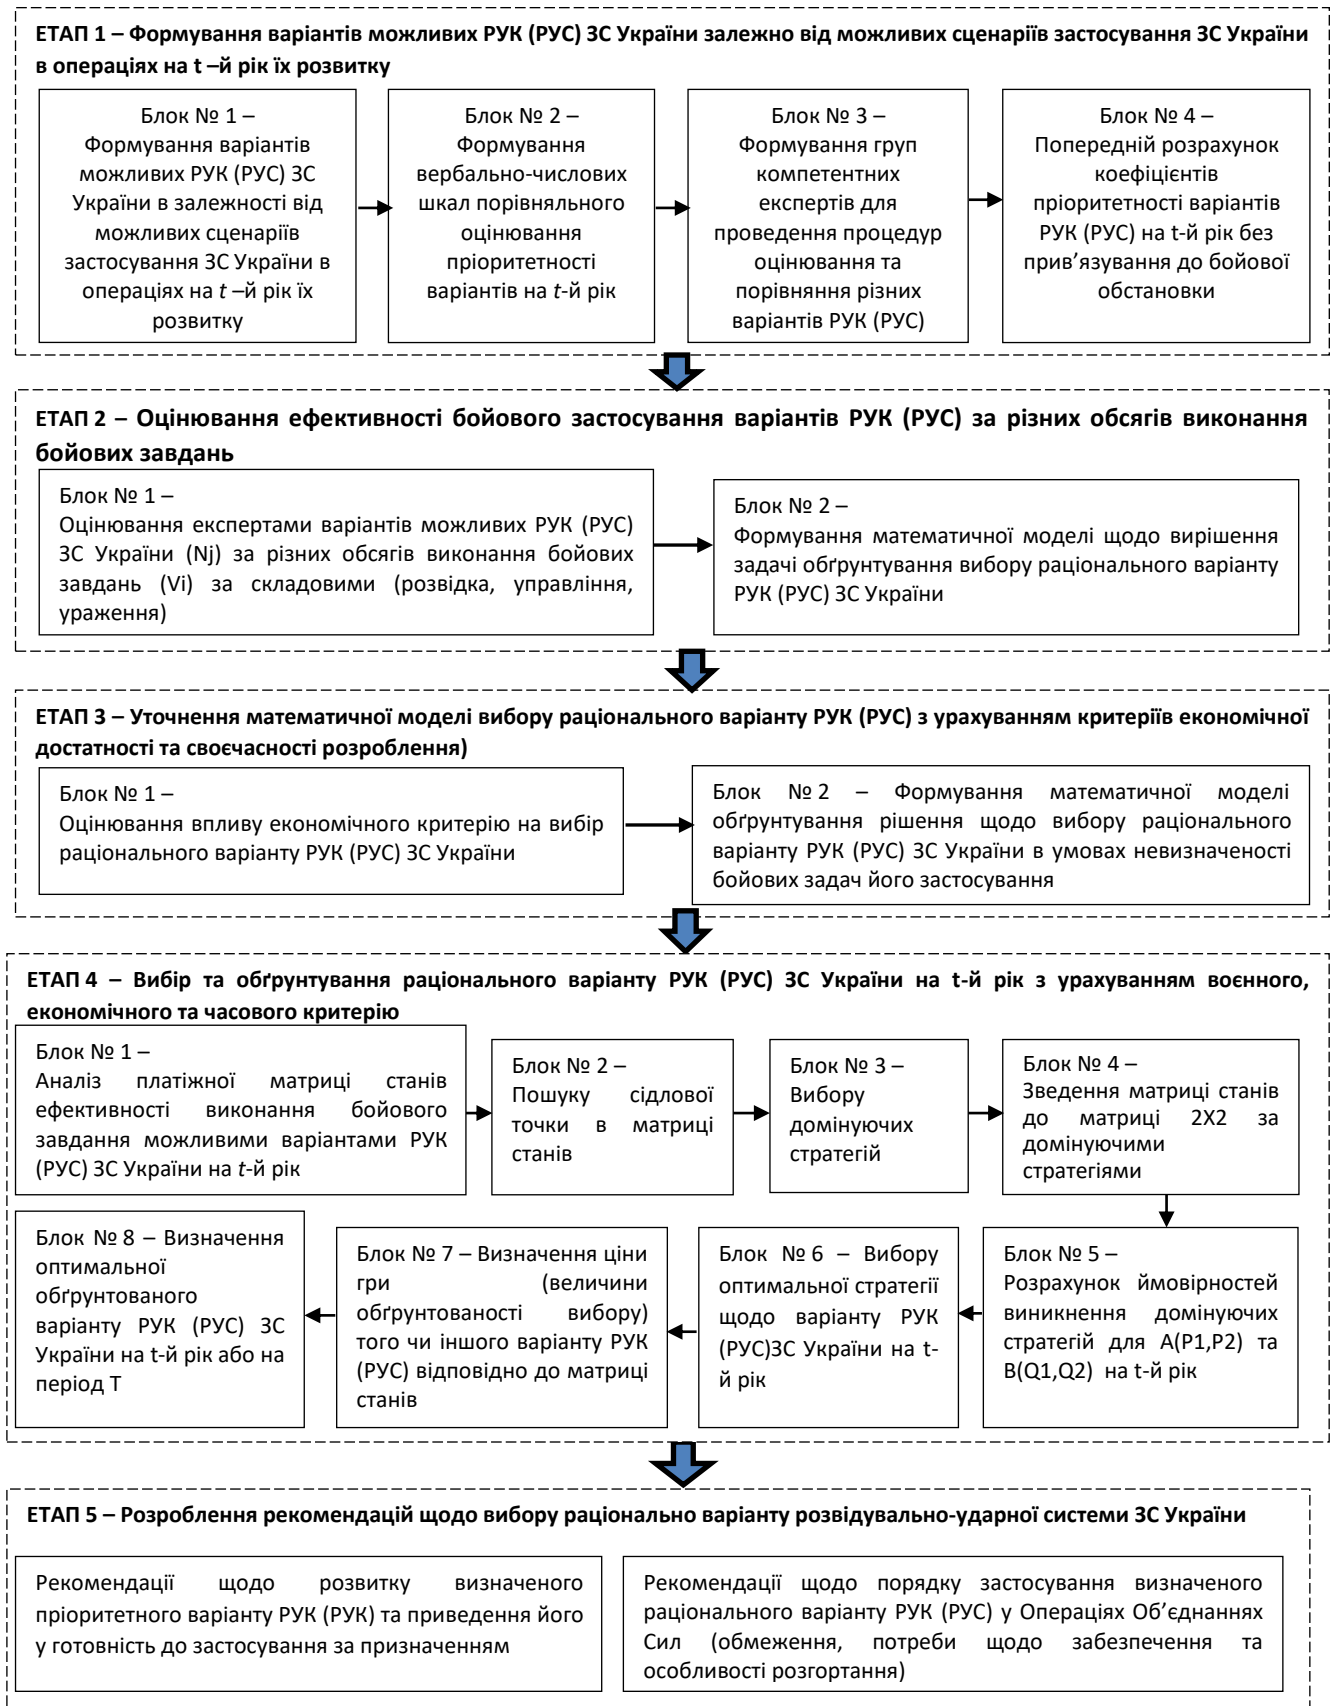 ЕТАП 1 – Формування варіантів можливих РУК (РУС) ЗС України залежно від можливих сценаріїв застосування ЗС України
в операціях на t –й рік їх розвитку
Блок № 1 –
Формування варіантів
можливих РУК (РУС) ЗС
України в залежності від
можливих сценаріїв
застосування ЗС України в
операціях на t –й рік їх
розвитку
Блок № 2 –
Формування
вербально-числових
шкал порівняльного
оцінювання
пріоритетності
варіантів на t-й рік
Блок № 3 –
Формування груп
компетентних
експертів для
проведення процедур
оцінювання та
порівняння різних
варіантів РУК (РУС)
Блок № 4 –
Попередній розрахунок
коефіцієнтів
пріоритетності варіантів
РУК (РУС) на t-й рік без
прив’язування до бойової
обстановки
ЕТАП 2 – Оцінювання ефективності бойового застосування варіантів РУК (РУС) за різних обсягів виконання
бойових завдань
Блок № 1 –
Оцінювання експертами варіантів можливих РУК (РУС)
ЗС України (Nj) за різних обсягів виконання бойових
завдань (Vi) за складовими (розвідка, управління,
ураження)
Блок № 2 –
Формування математичної моделі щодо вирішення
задачі обґрунтування вибору раціонального варіанту
РУК (РУС) ЗС України
ЕТАП 3 – Уточнення математичної моделі вибору раціонального варіанту РУК (РУС) з урахуванням критеріїв економічної
достатності та своєчасності розроблення)
Блок № 1 –
Оцінювання впливу економічного критерію на вибір
раціонального варіанту РУК (РУС) ЗС України
Блок № 2 – Формування математичної моделі
обґрунтування рішення щодо вибору раціонального
варіанту РУК (РУС) ЗС України в умовах невизначеності
бойових задач його застосування
ЕТАП 4 – Вибір та обґрунтування раціонального варіанту РУК (РУС) ЗС України на t-й рік з урахуванням воєнного,
економічного та часового критерію
Блок № 1 –
Аналіз платіжної матриці станів
ефективності виконання бойового
завдання можливими варіантами РУК
(РУС) ЗС України на t-й рік
Блок № 2 –
Пошуку сідлової
точки в матриці
станів
Блок № 3 –
Вибору
домінуючих
стратегій
Блок № 4 –
Зведення матриці станів
до матриці 2Х2 за
домінуючими
стратегіями
Блок № 8 – Визначення
оптимальної
обґрунтованого
варіанту РУК (РУС) ЗС
України на t-й рік або на
період Т
Блок № 7 – Визначення ціни
гри (величини
обґрунтованості вибору)
того чи іншого варіанту РУК
(РУС) відповідно до матриці
станів
Блок № 6 – Вибору
оптимальної стратегії
щодо варіанту РУК
(РУС)ЗС України на t-
й рік
Блок № 5 –
Розрахунок ймовірностей
виникнення домінуючих
стратегій для А(Р1,Р2) та
В(Q1,Q2) на t-й рік
ЕТАП 5 – Розроблення рекомендацій щодо вибору раціонально варіанту розвідувально-ударної системи ЗС України
Рекомендації щодо розвитку визначеного
пріоритетного варіанту РУК (РУК) та приведення його
у готовність до застосування за призначенням
Рекомендації щодо порядку застосування визначеного
раціонального варіанту РУК (РУС) у Операціях Об’єднаннях
Сил (обмеження, потреби щодо забезпечення та
особливості розгортання)